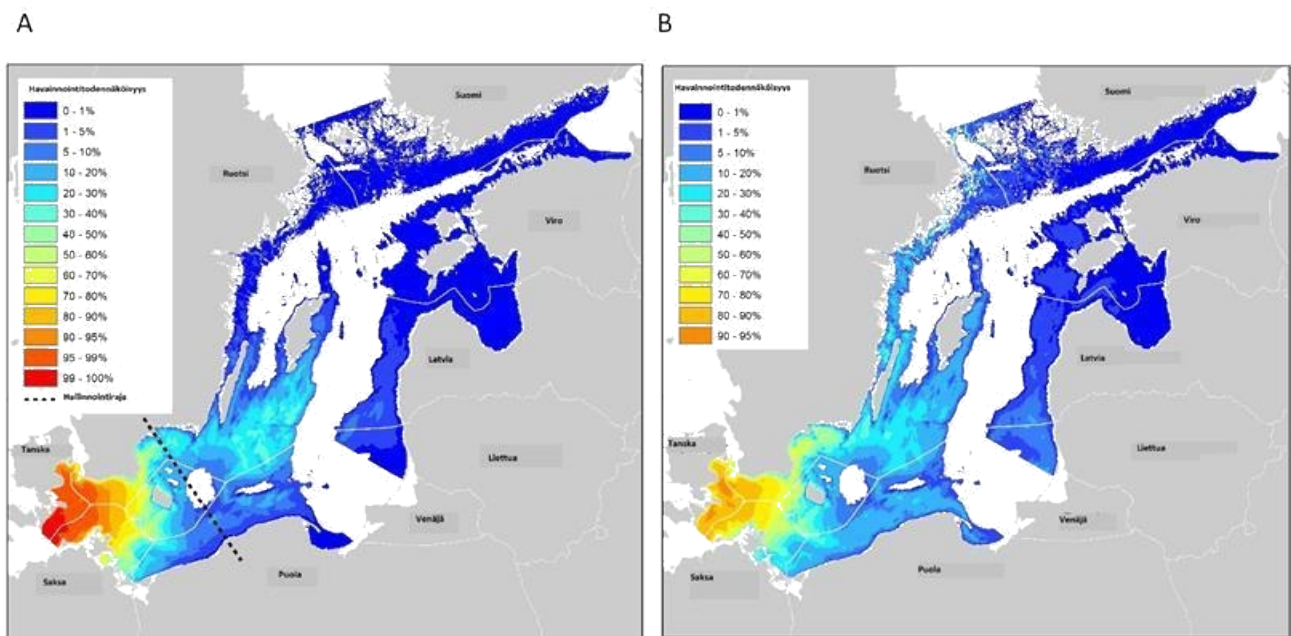 A
B
Havainnointitodennäköisyys
0 - 1%
1 - 5%
5 - 10%
10 - 20%
20 - 30%
30 - 40%
40 - 50%
50 - 60%
60 - 70%
70 - 80%
80 - 90%
90 - 95%
95 - 99%
99 - 100%
Hallinnointiraja
Suomi
Ruotsi
Viro
Latvia
Tanska
Liettua
Venäjä
Saksa
Puola
Havainnointitodennäköisyys
0 - 1%
1 - 5%
5 - 10%
10 - 20%
20 - 30%
30 - 40%
40 - 50%
50 - 60%
60 - 70%
70 - 80%
80 - 90%
90 - 95%
Suomi
Ruotsi
Viro
Latvia
Tanska
Liettua
Venäjä
Saksa
Puola